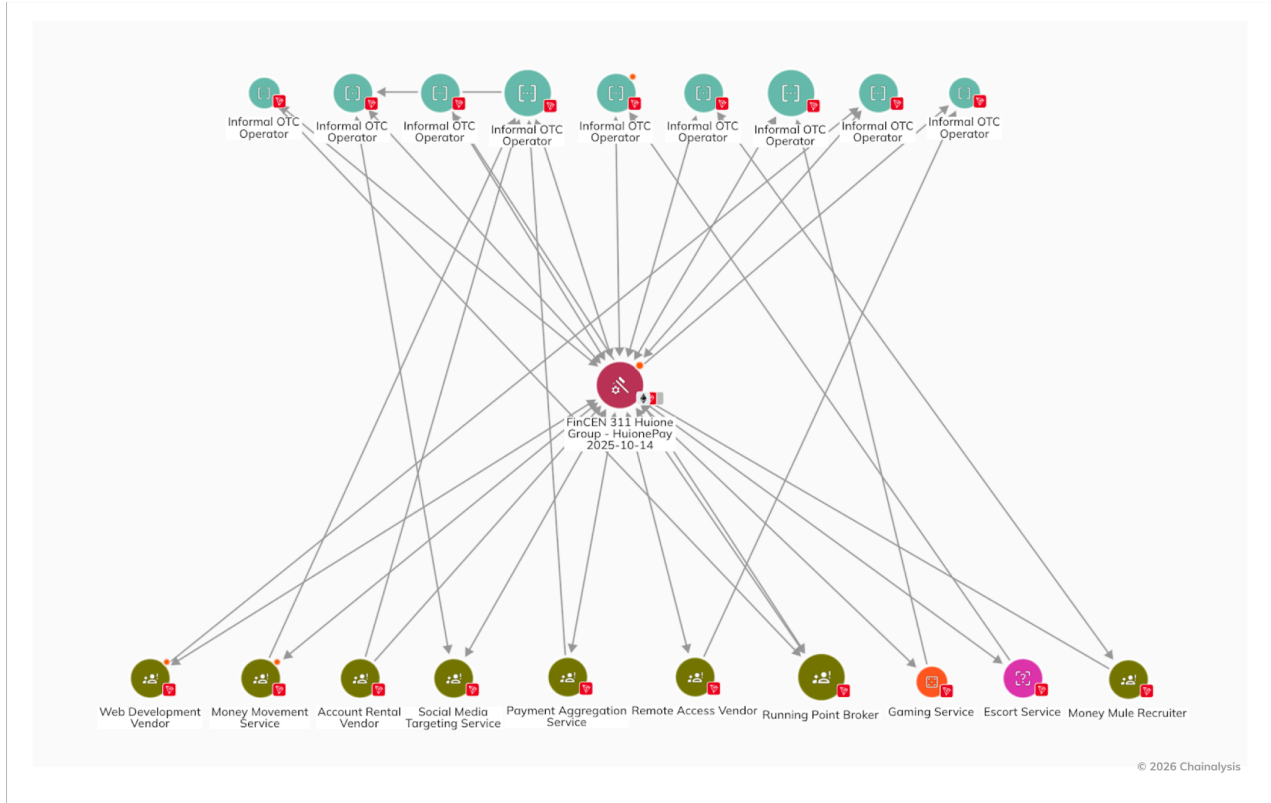 Informal OTC
Operator
Informal OTC
Operator
Informal OTC
Operator
Informal OTC
Operator
Informal OTC
Operator
Informal OTC
Operator
Informal OTC
Operator
Informal OTC
Operator
Informal OTC
Operator
FinCEN 311 Huione
Group - HuionePay
2025-10-14
Web Development
Vendor
Money Movement
Service
Account Rental
Vendor
Social Media
Targeting Service
Payment Aggregation
Service
Remote Access Vendor
Running Point Broker
Gaming Service
Escort Service
Money Mule Recruiter
© 2026 Chainalysis